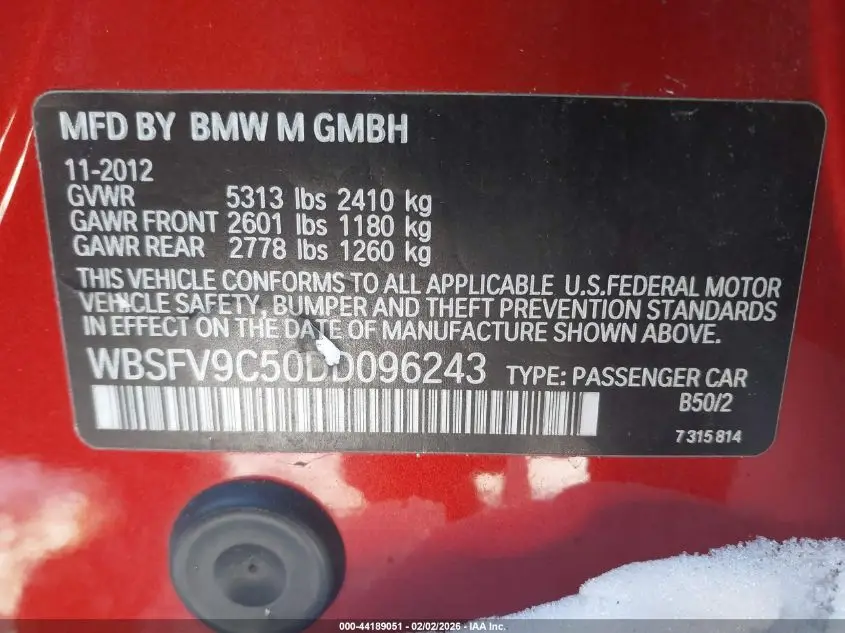 MFD BY BMW M GMBH
11-2012
GVWR 5313 lbs 2410 kg
GAWR FRONT 2601 lbs 1180 kg
GAWR REAR 2778 lbs 1260 kg
THIS VEHICLE CONFORMS TO ALL APPLICABLE U.S.FEDERAL MOTOR
VEHICLE SAFETY, BUMPER AND THEFT PREVENTION STANDARDS
IN EFFECT ON THE DATE OF MANUFACTURE SHOWN ABOVE.
WBSFV9C50DD096243 TYPE: PASSENGER CAR
B50/2
7 315 814
000-44189051 - 02/02/2026 - IAA Inc.